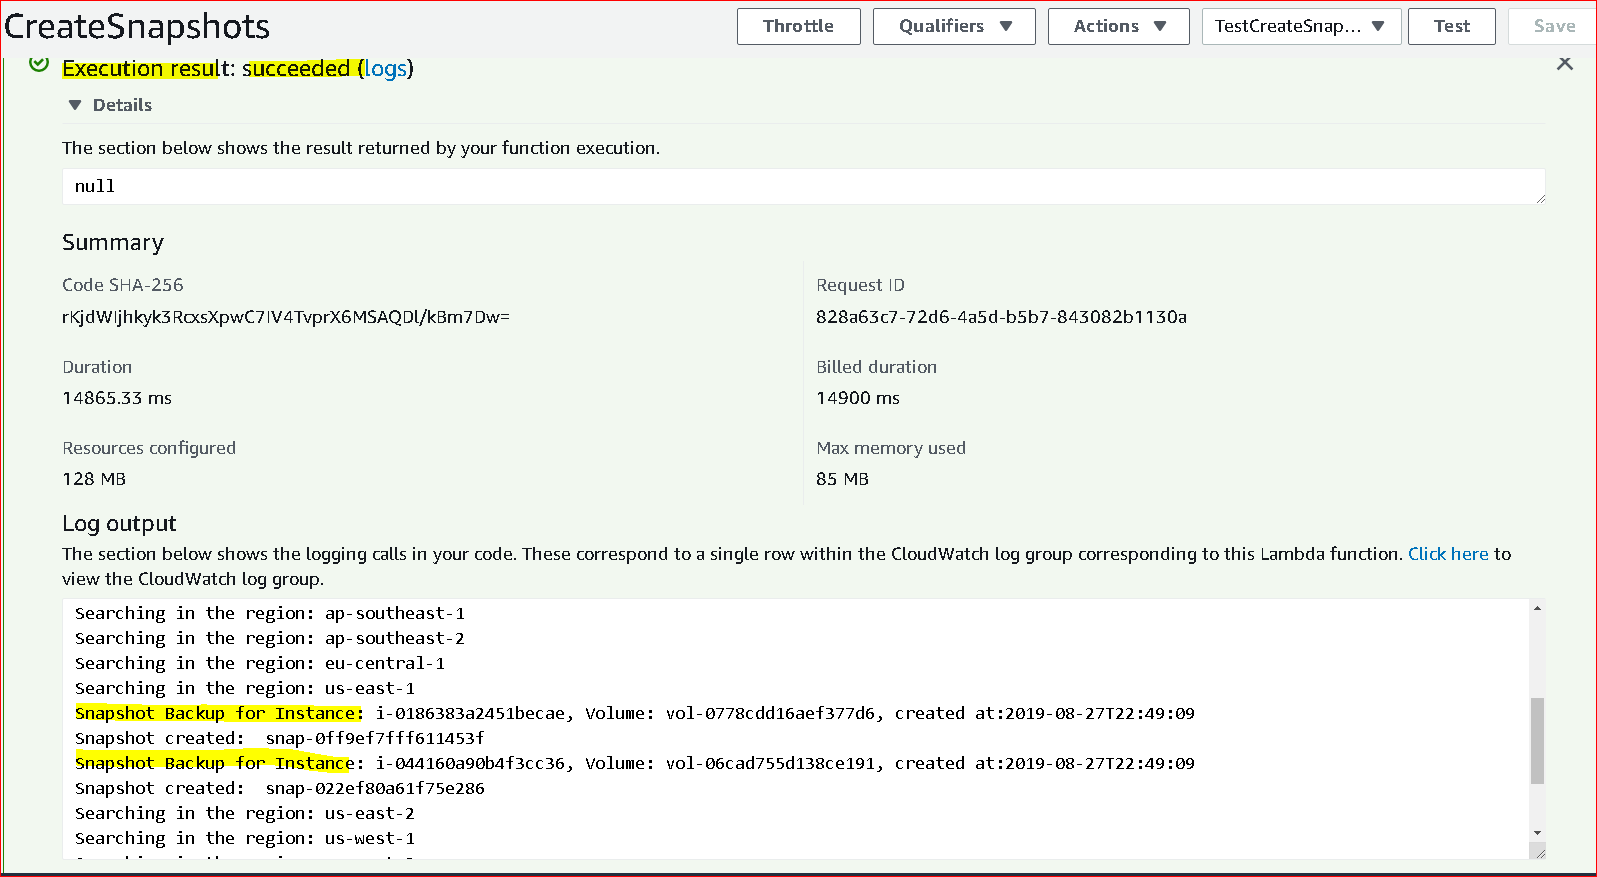 CreateSnapshots
Throttle
Qualifiers
Actions
TestCreateSnap...
Test
Save
Execution result: succeeded (logs)
Details
The section below shows the result returned by your function execution.
null
Summary
Code SHA-256
rKjdWIjhkyk3RcxsXpwC7IV4TvprX6MSAQDl/kBm7Dw=
Request ID
828a63c7-72d6-4a5d-b5b7-843082b1130a
Duration
14865.33 ms
Billed duration
14900 ms
Resources configured
128 MB
Max memory used
85 MB
Log output
The section below shows the logging calls in your code. These correspond to a single row within the CloudWatch log group corresponding to this Lambda function. Click here to
view the CloudWatch log group.
Searching in the region: ap-southeast-1
Searching in the region: ap-southeast-2
Searching in the region: eu-central-1
Searching in the region: us-east-1
Snapshot Backup for Instance: i-0186383a2451becae, Volume: vol-0778cdd16aef377d6, created at:2019-08-27T22:49:09
Snapshot created:  snap-0ff9ef7fff611453f
Snapshot Backup for Instance: i-044160a90b4f3cc36, Volume: vol-06cad755d138ce191, created at:2019-08-27T22:49:09
Snapshot created:  snap-022ef80a61f75e286
Searching in the region: us-east-2
Searching in the region: us-west-1